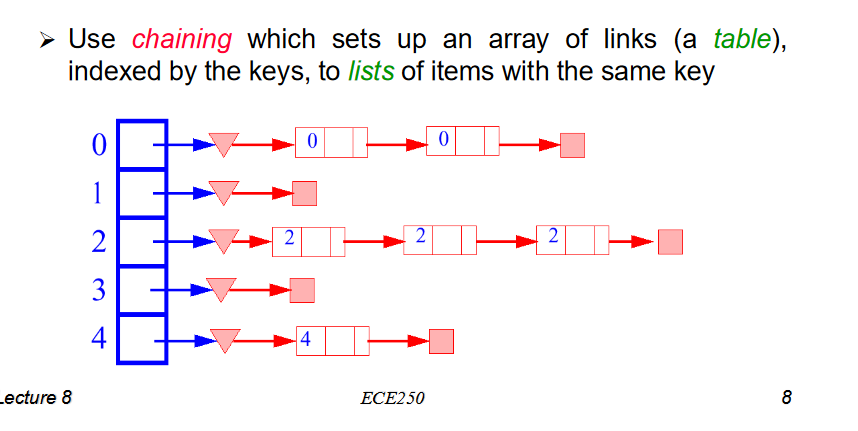 ➢ Use chaining which sets up an array of links (a table),
indexed by the keys, to lists of items with the same key
0 0 0
1
2 2 2 2
3
4 4
Lecture 8 ECE250 8